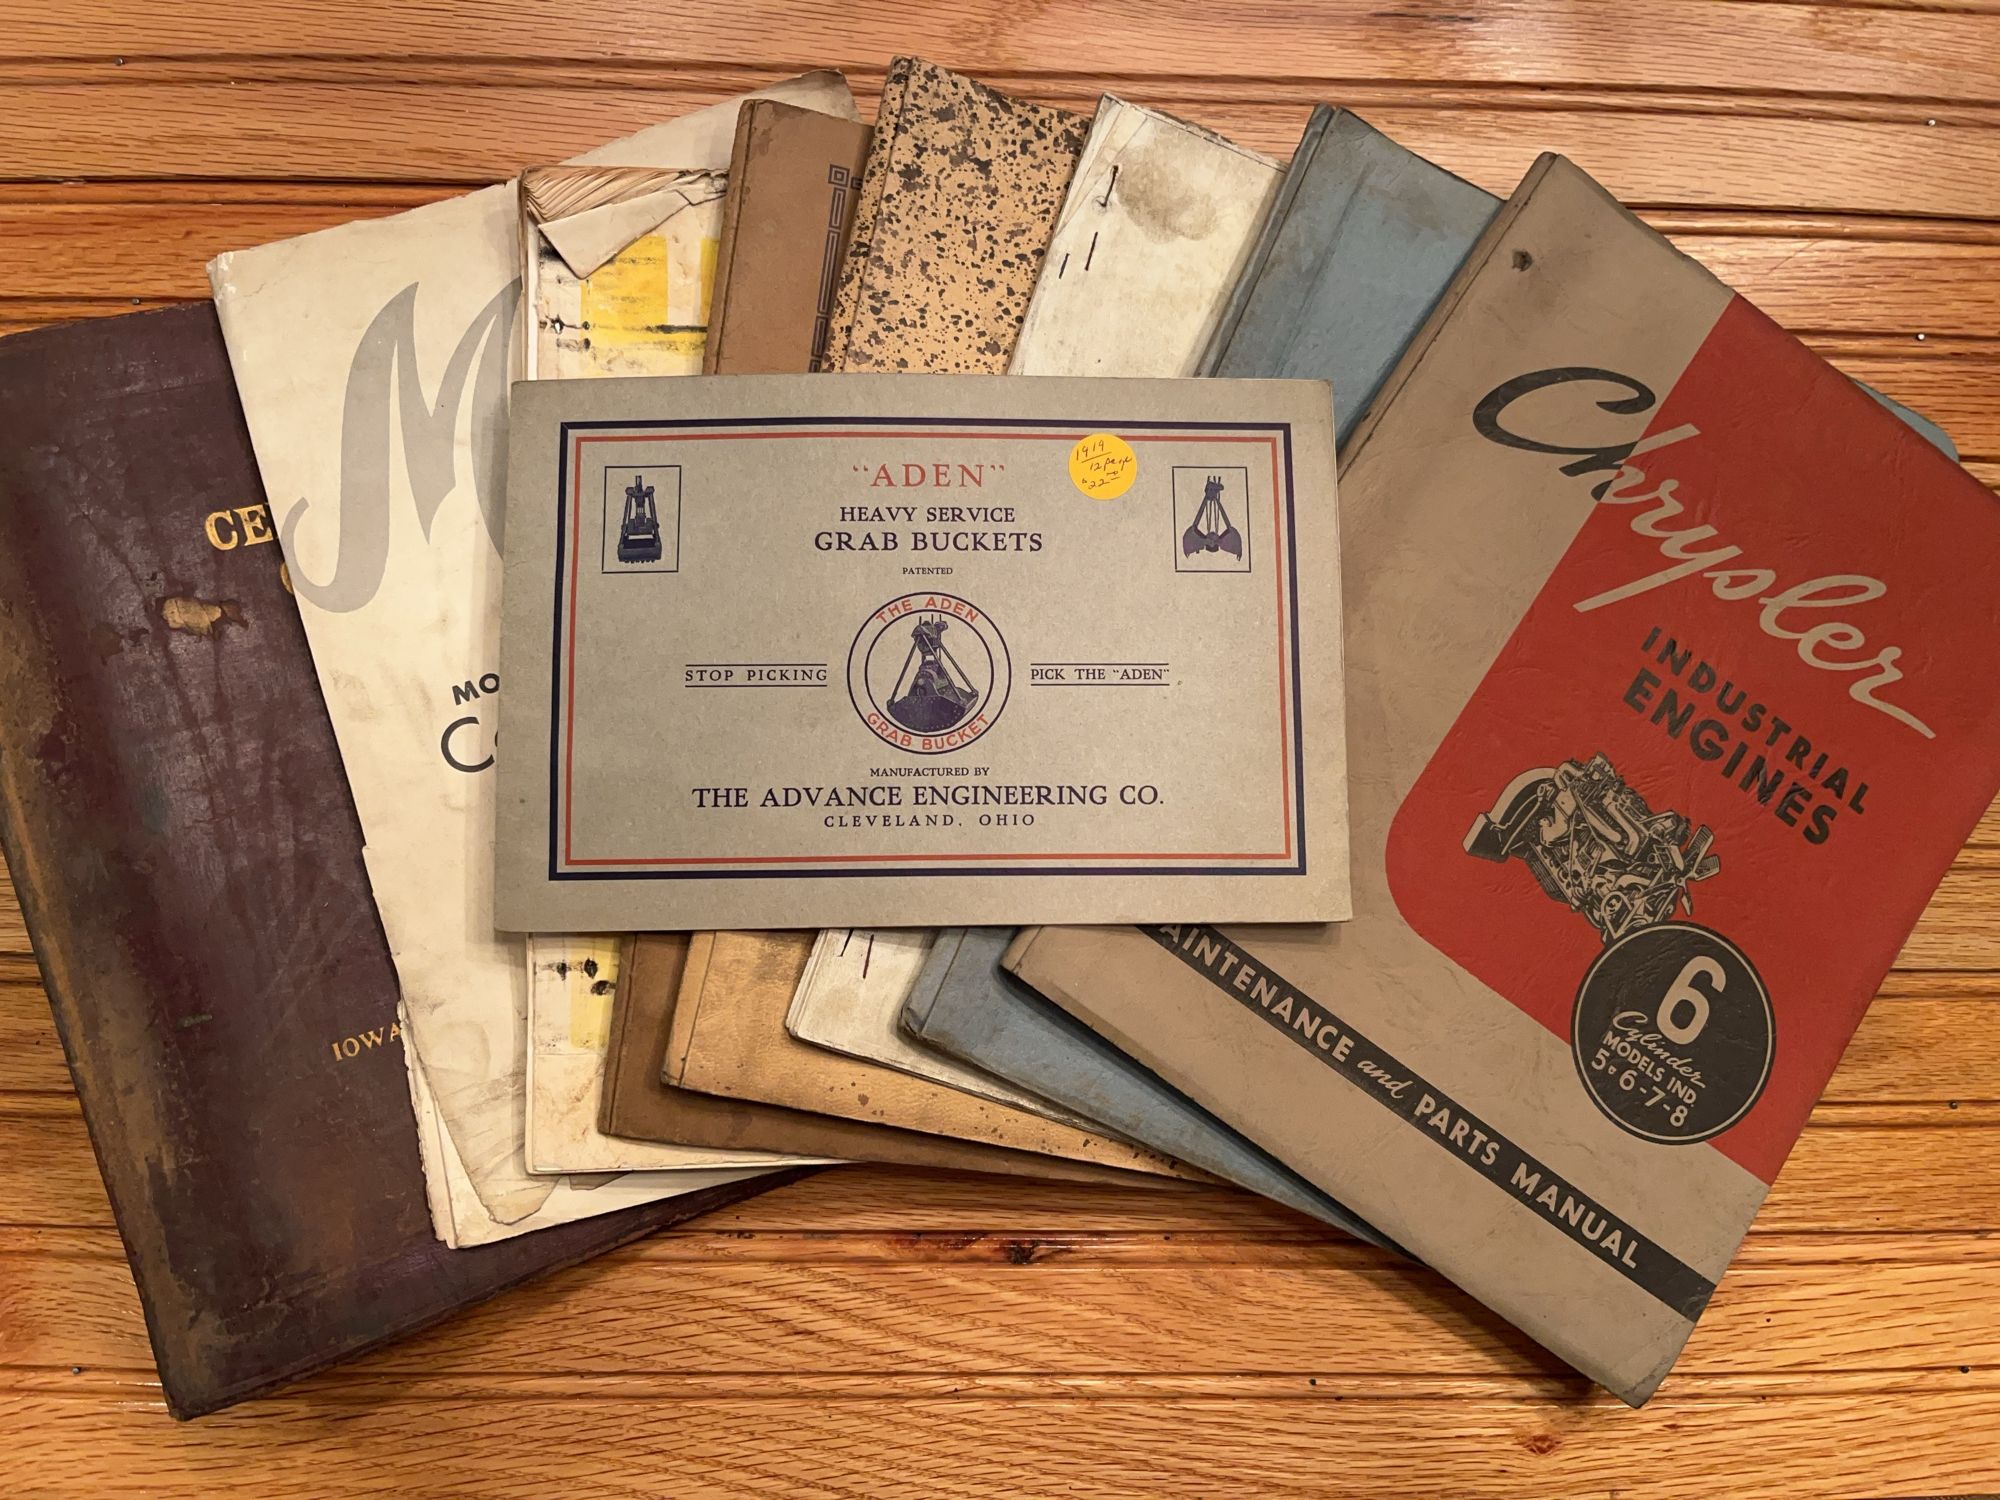 CE
IOWA
M
MO
"ADEN"
HEAVY SERVICE
GRAB BUCKETS
PATENTED
THE ADEN
GRAB BUCKET
STOP PICKING
PICK THE "ADEN"
MANUFACTURED BY
THE ADVANCE ENGINEERING CO.
CLEVELAND, OHIO
1919
12 page
$22.00
Chrysler
INDUSTRIAL
ENGINES
6
Cylinder
MODELS IND.
5-6-7-8
AINTENANCE and PARTS MANUAL